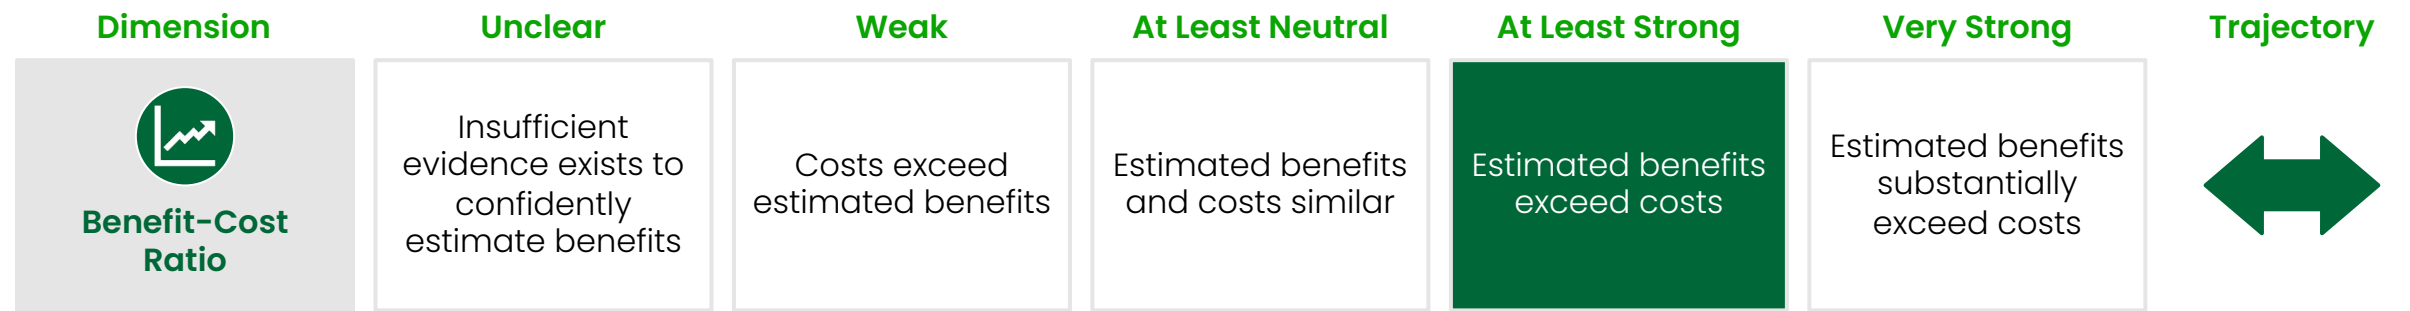 Dimension
Unclear
Weak
At Least Neutral
At Least Strong
Very Strong
Trajectory
Benefit-Cost
Ratio
Insufficient
evidence exists to
confidently
estimate benefits
Costs exceed
estimated benefits
Estimated benefits
and costs similar
Estimated benefits
exceed costs
Estimated benefits
substantially
exceed costs